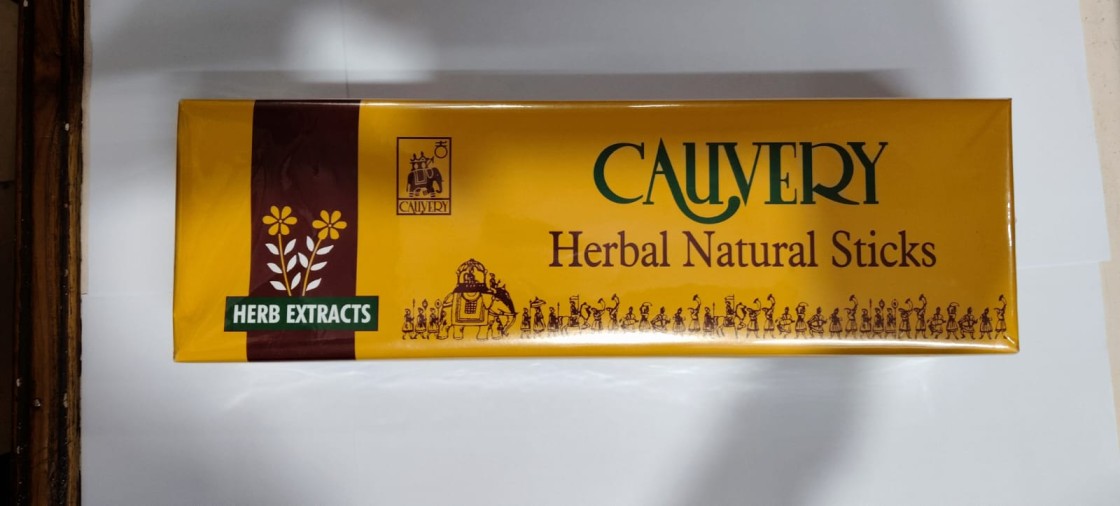 CAUVERY
CAUVERY
Herbal Natural Sticks
HERB EXTRACTS